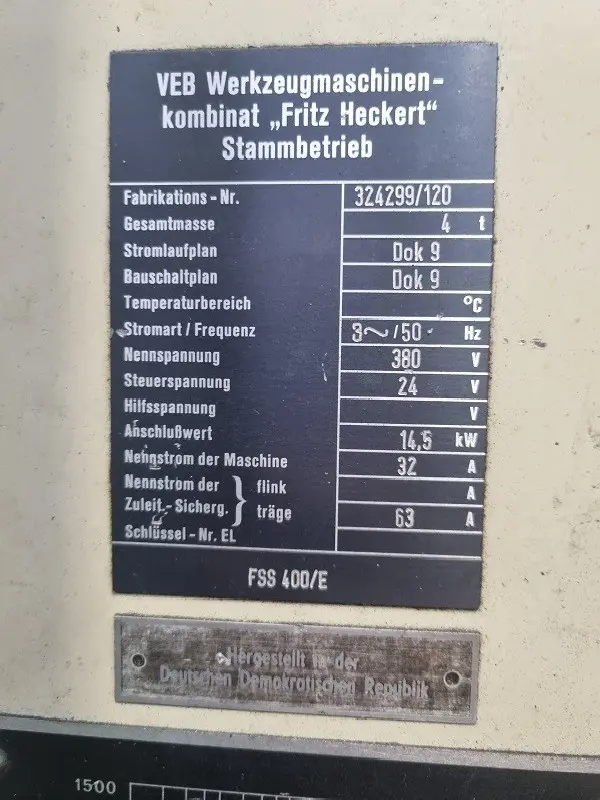 VEB Werkzeugmaschinen-
kombinat „Fritz Heckert“
Stammbetrieb
Fabrikations - Nr. 324299/120
Gesamtmasse 4 t
Stromlaufplan Dok 9
Bauschaltplan Dok 9
Temperaturbereich °C
Stromart / Frequenz 3~/50 Hz
Nennspannung 380 V
Steuerspannung 24 V
Hilfsspannung V
Anschlußwert 14,5 kW
Nennstrom der Maschine 32 A
Nennstrom der } flink A
Zuleit.- Sicherg. träge 63 A
Schlüssel - Nr. EL
FSS 400/E
Hergestellt in der
Deutschen Demokratischen Republik
1500